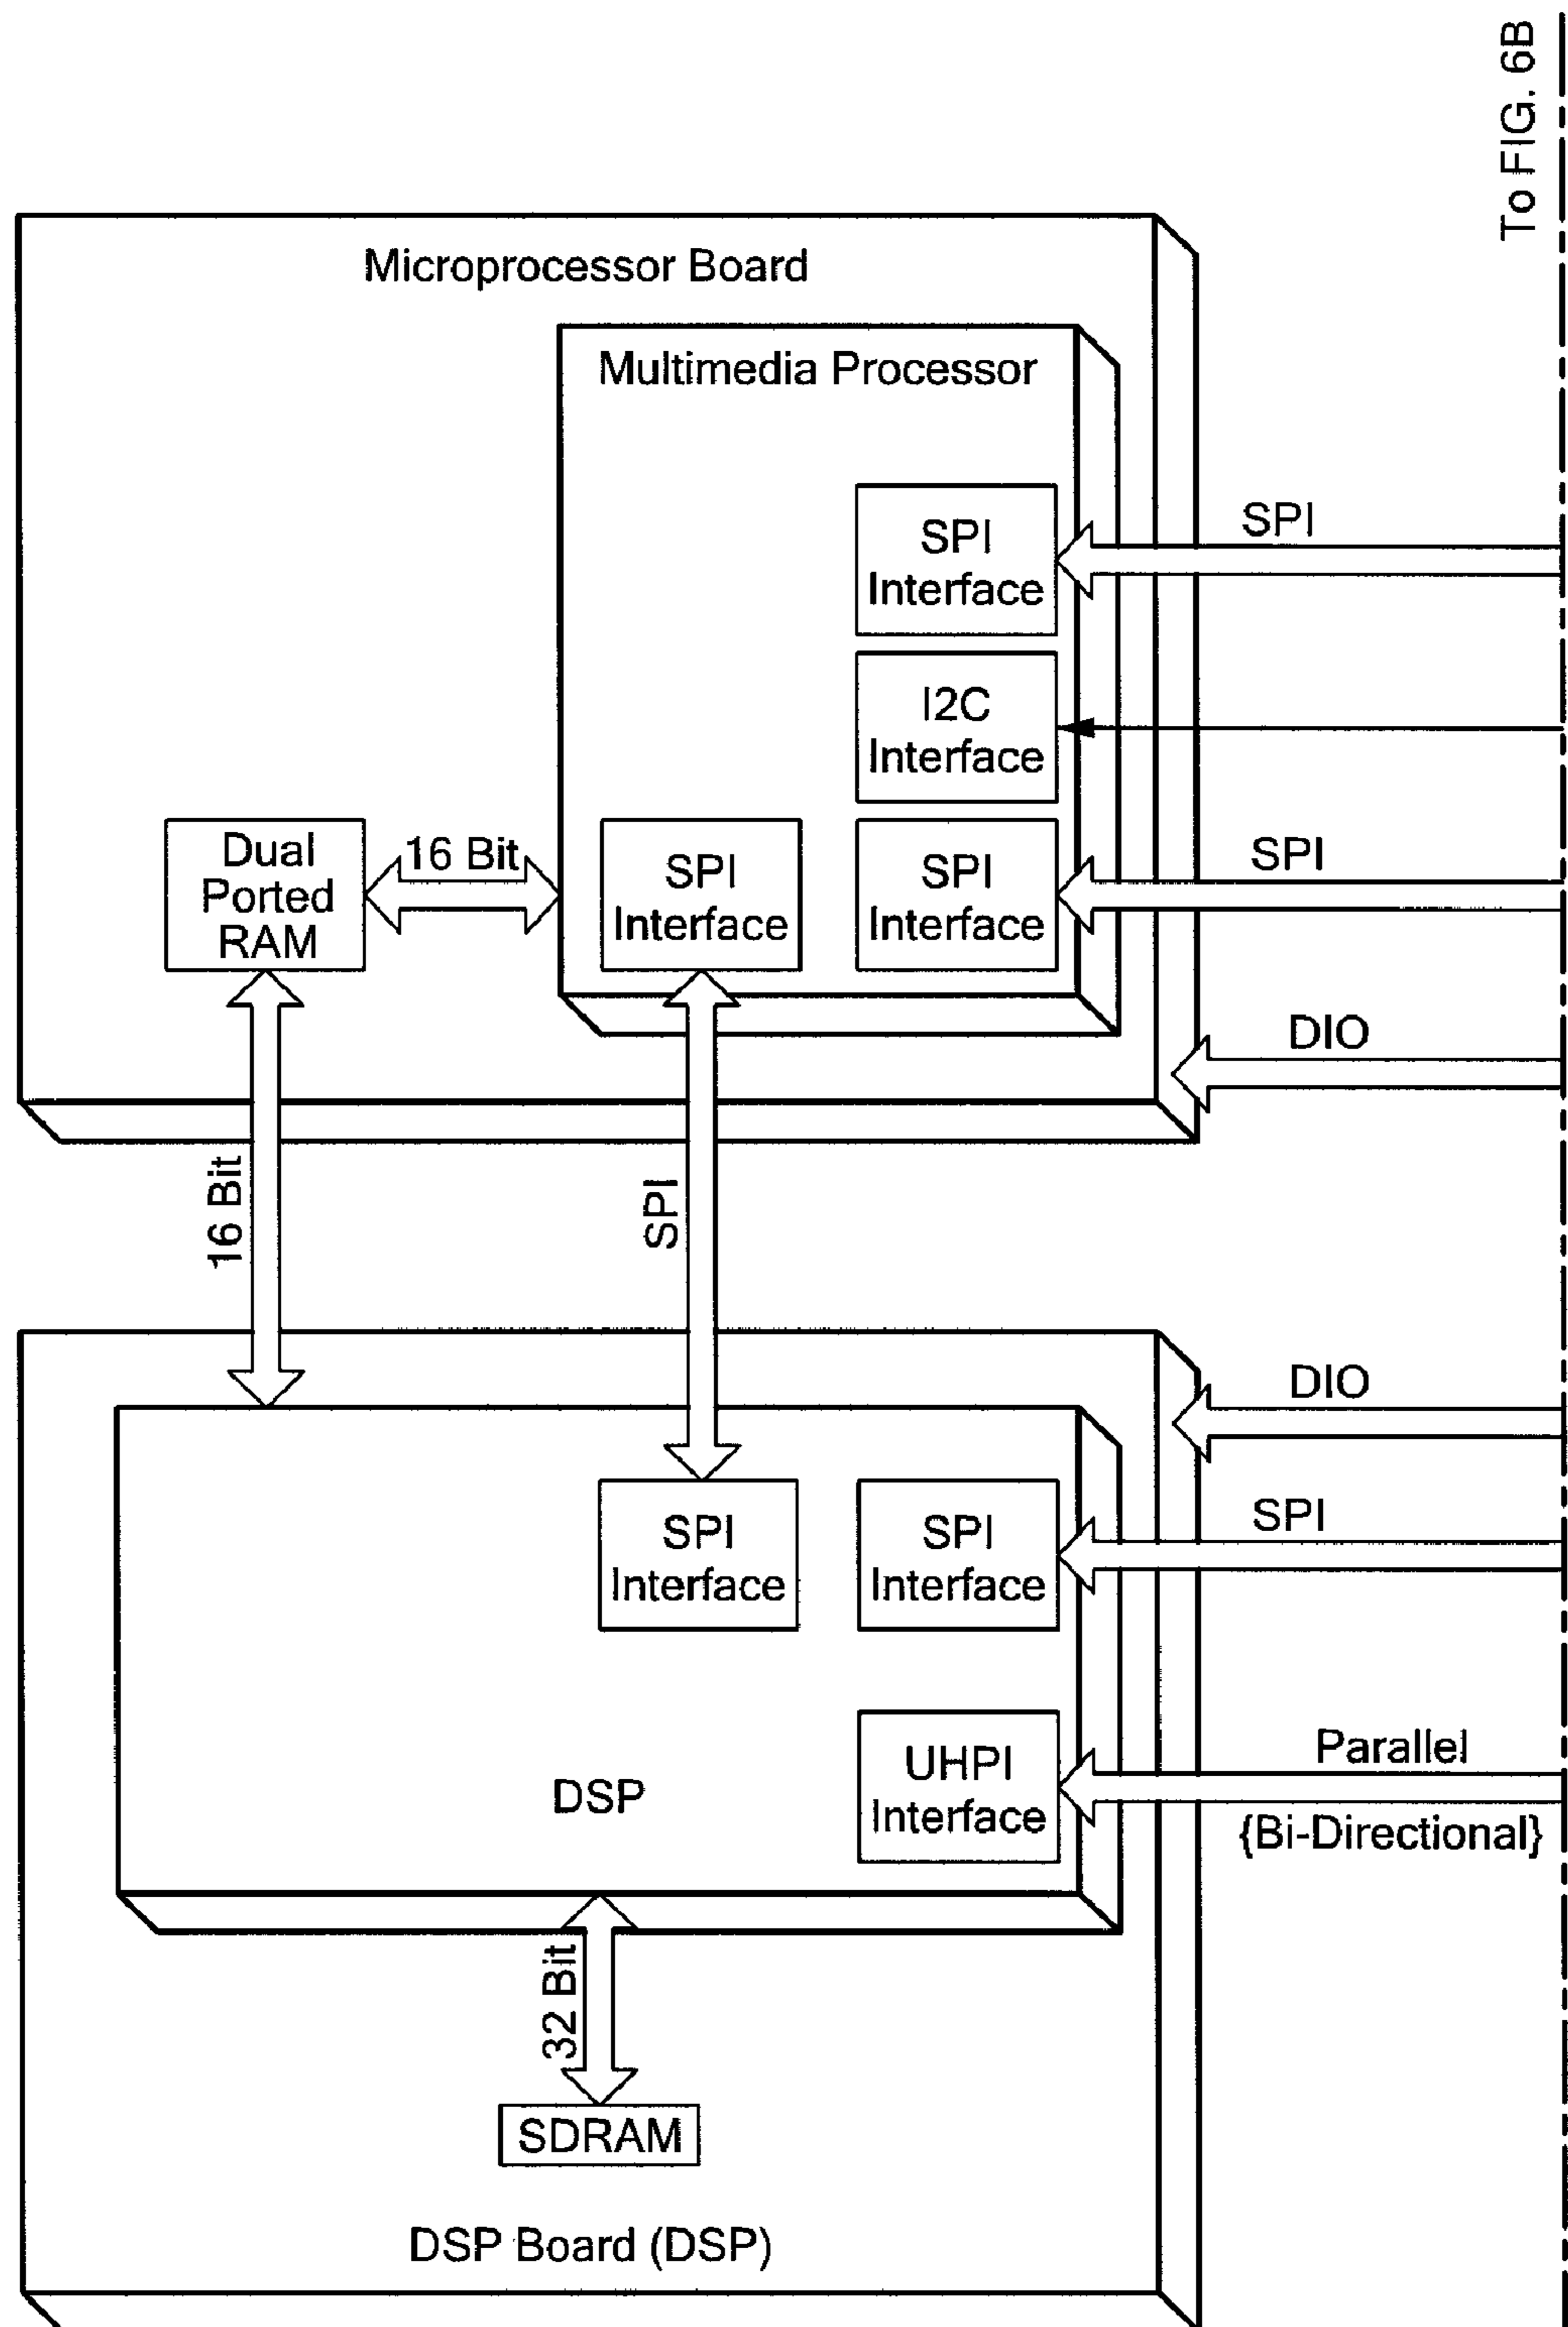 To FIG. 6B
Microprocessor Board
Multimedia Processor
SPI
Interface
SPI
I2C
Interface
Dual
Ported
RAM
16 Bit
SPI
Interface
SPI
Interface
SPI
DIO
16 Bit
SPI
DIO
SPI
Interface
SPI
Interface
SPI
DSP
UHPI
Interface
Parallel
{Bi-Directional}
32 Bit
SDRAM
DSP Board (DSP)